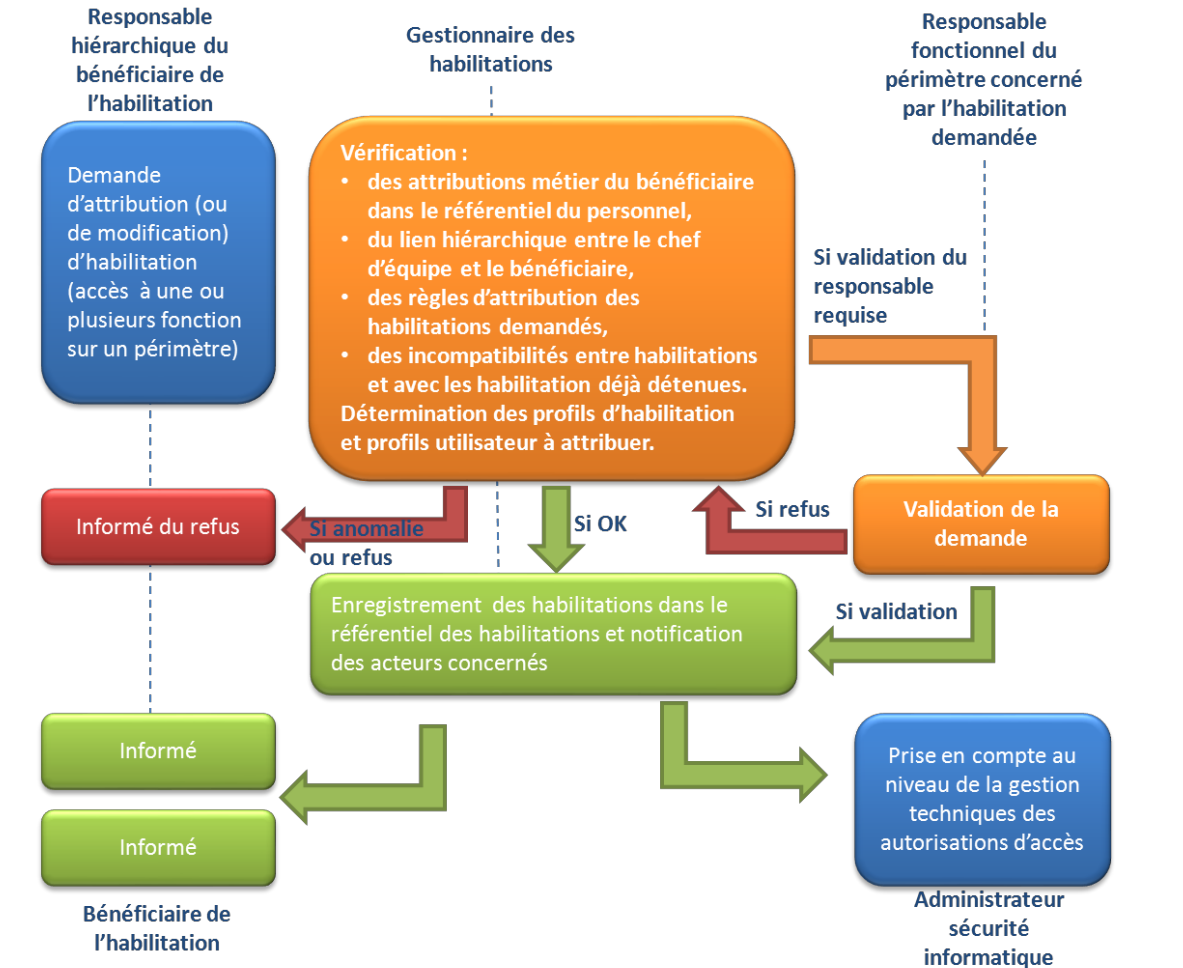 Responsable
hiérarchique du
bénéficiaire de
l’habilitation
Gestionnaire des
habilitations
Responsable
fonctionnel du
périmètre concerné
par l’habilitation
demandée
Demande
d’attribution (ou
de modification)
d’habilitation
(accès à une ou
plusieurs fonction
sur un périmètre)
Vérification :
• des attributions métier du bénéficiaire
dans le référentiel du personnel,
• du lien hiérarchique entre le chef
d’équipe et le bénéficiaire,
• des règles d’attribution des
habilitations demandés,
• des incompatibilités entre habilitations
et avec les habilitation déjà détenues.
Détermination des profils d’habilitation
et profils utilisateur à attribuer.
Si validation du
responsable
requise
Informé du refus
Si anomalie
ou refus
Si OK
Si refus
Validation de la
demande
Enregistrement des habilitations dans le
référentiel des habilitations et notification
des acteurs concernés
Si validation
Informé
Informé
Bénéficiaire de
l’habilitation
Prise en compte au
niveau de la gestion
techniques des
autorisations d’accès
Administrateur
sécurité
informatique